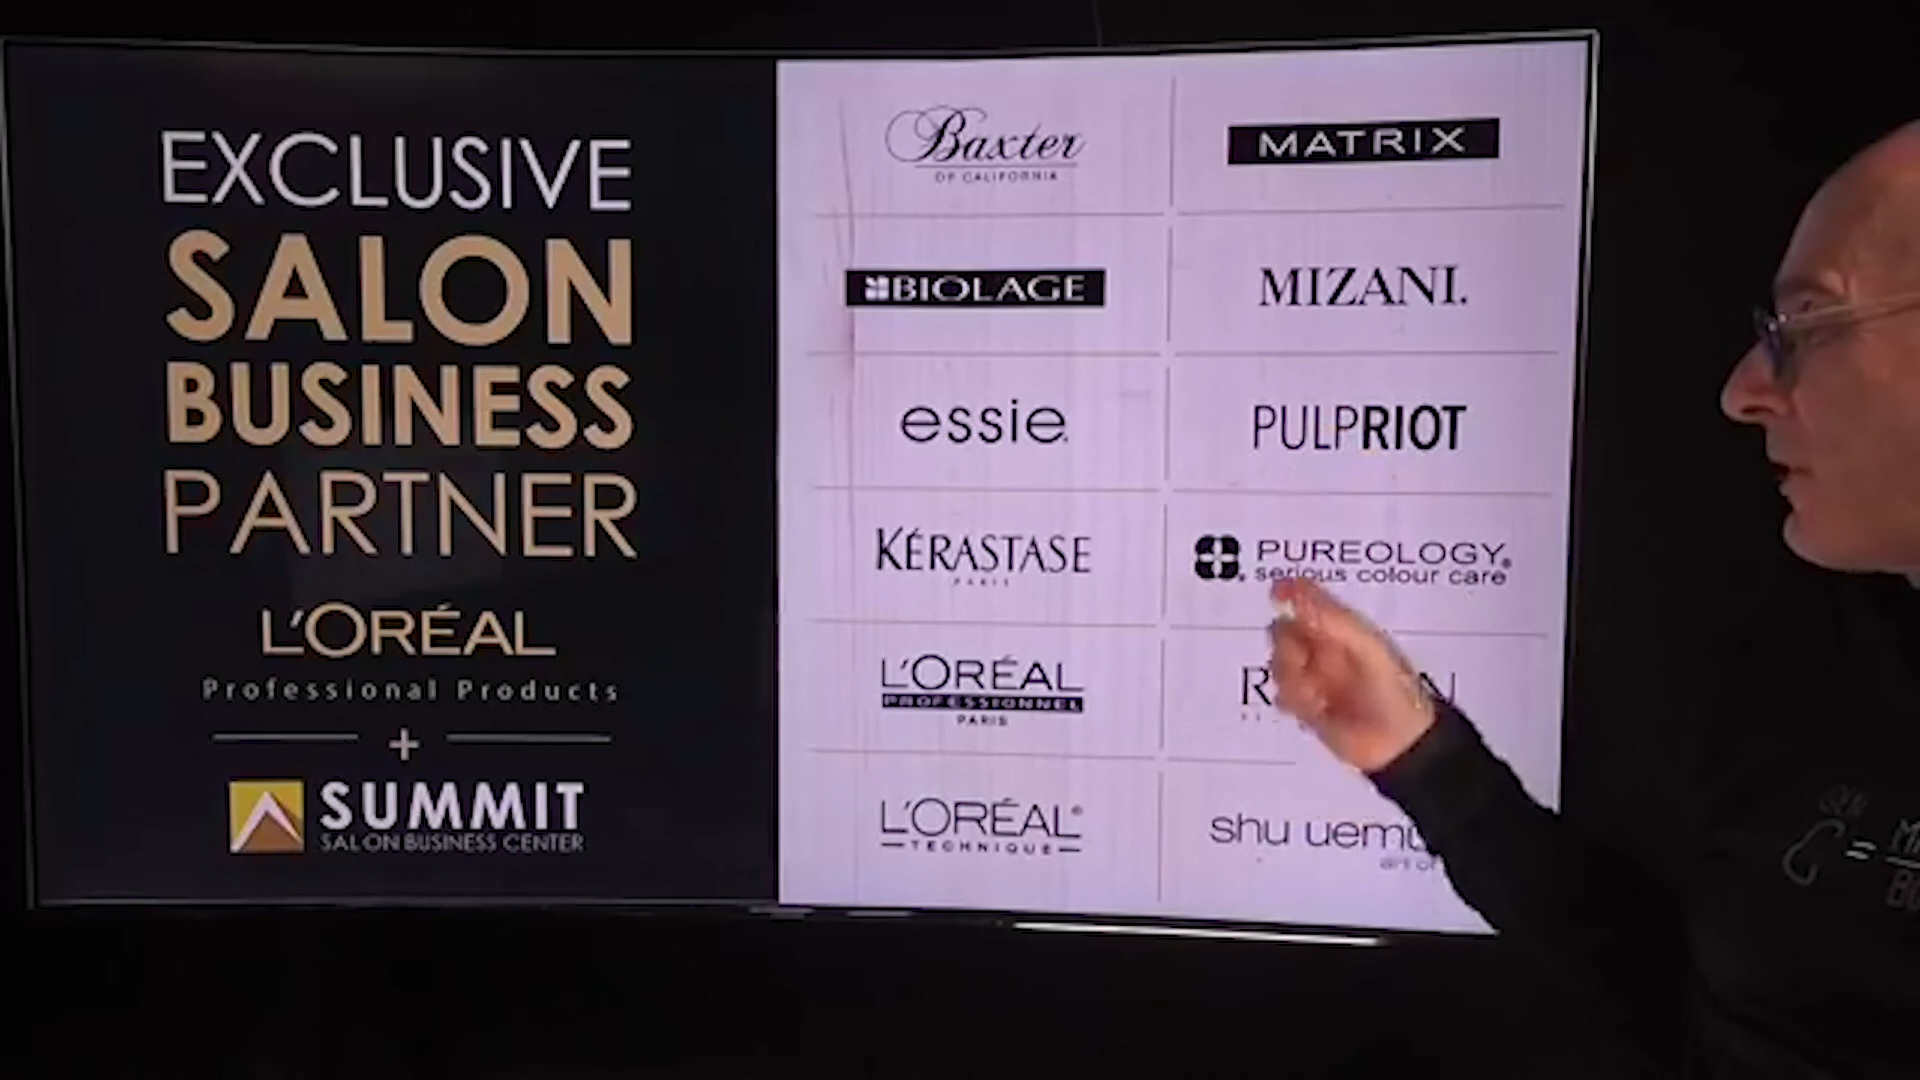 EXCLUSIVE
SALON
BUSINESS
PARTNER
L'ORÉAL
Professional Products
+
SUMMIT
SALON BUSINESS CENTER
Baxter
OF CALIFORNIA
MATRIX
BIOLAGE
MIZANI.
essie.
PULPRIOT
KÉRASTASE
PARIS
PUREOLOGY®
serious colour care
L'ORÉAL
PROFESSIONNEL
PARIS
L'ORÉAL®
TECHNIQUE
shu
=